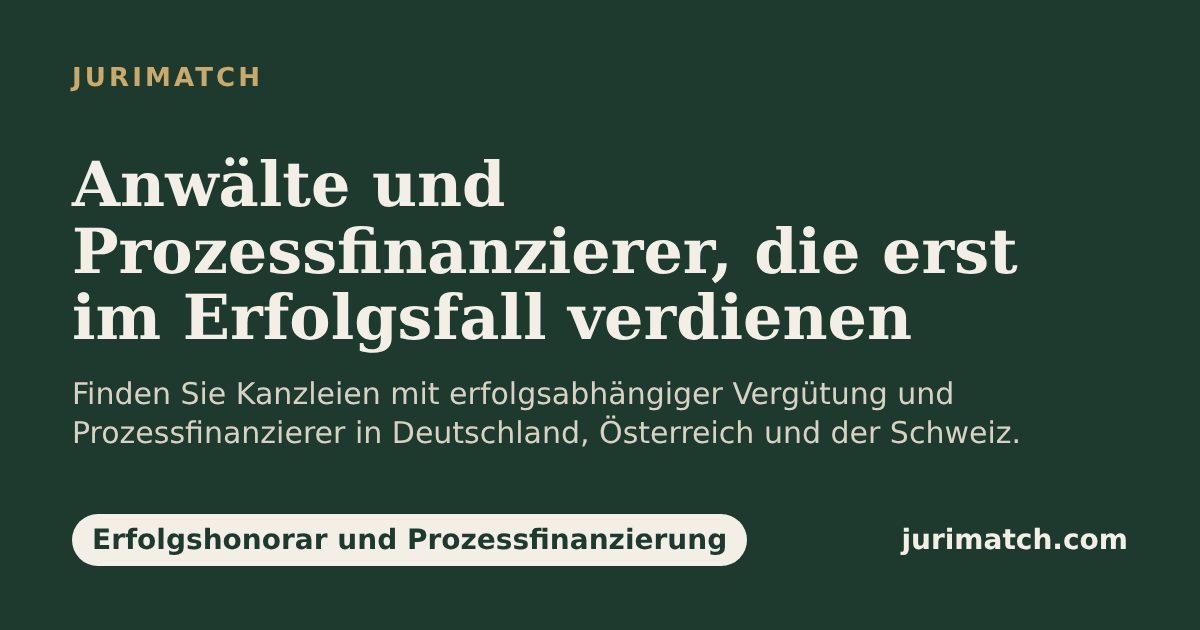 JURIMATCH
Anwälte und
Prozessfinanzierer, die erst
im Erfolgsfall verdienen
Finden Sie Kanzleien mit erfolgsabhängiger Vergütung und
Prozessfinanzierer in Deutschland, Österreich und der Schweiz.
Erfolgshonorar und Prozessfinanzierung
jurimatch.com